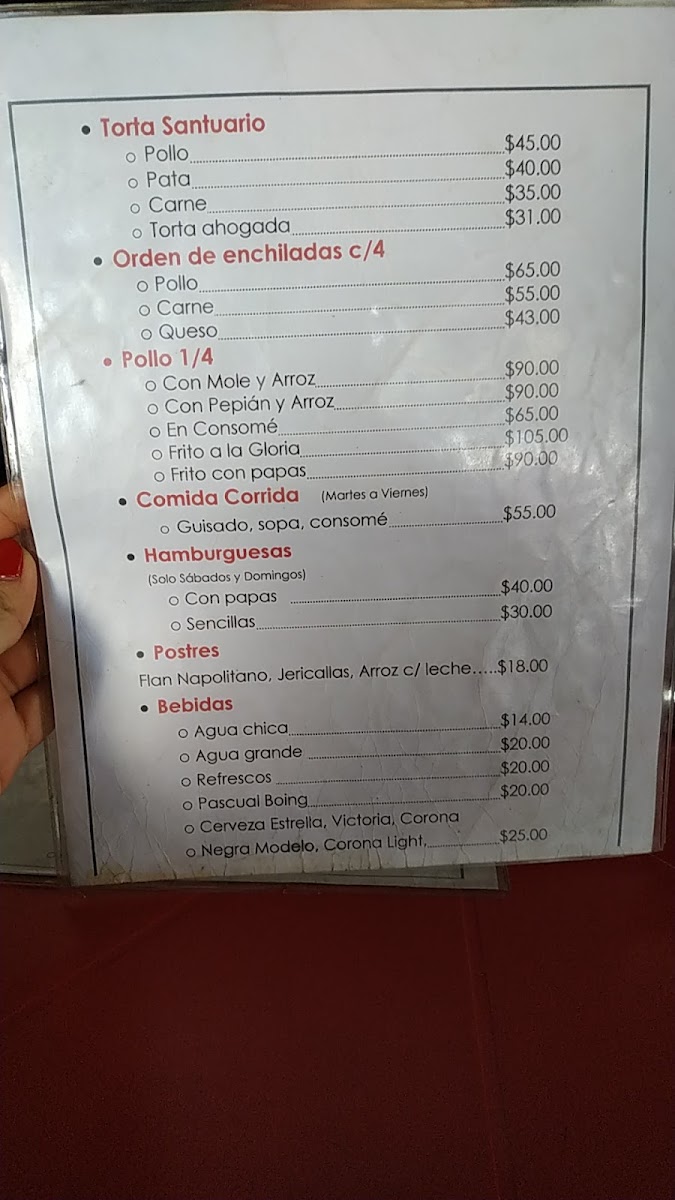 • Torta Santuario
o Pollo $45.00
o Pata $40.00
o Carne $35.00
o Torta ahogada $31.00
• Orden de enchiladas c/4
o Pollo $65.00
o Carne $55.00
o Queso $43.00
• Pollo 1/4
o Con Mole y Arroz $90.00
o Con Pepián y Arroz $90.00
o En Consomé $65.00
o Frito a la Gloria $105.00
o Frito con papas $90.00
• Comida Corrida (Martes a Viernes)
o Guisado, sopa, consomé $55.00
• Hamburguesas
(Solo Sábados y Domingos)
o Con papas $40.00
o Sencillas $30.00
• Postres
Flan Napolitano, Jericallas, Arroz c/ leche.....$18.00
• Bebidas
o Agua chica $14.00
o Agua grande $20.00
o Refrescos $20.00
o Pascual Boing $20.00
o Cerveza Estrella, Victoria, Corona
o Negra Modelo, Corona Light, $25.00